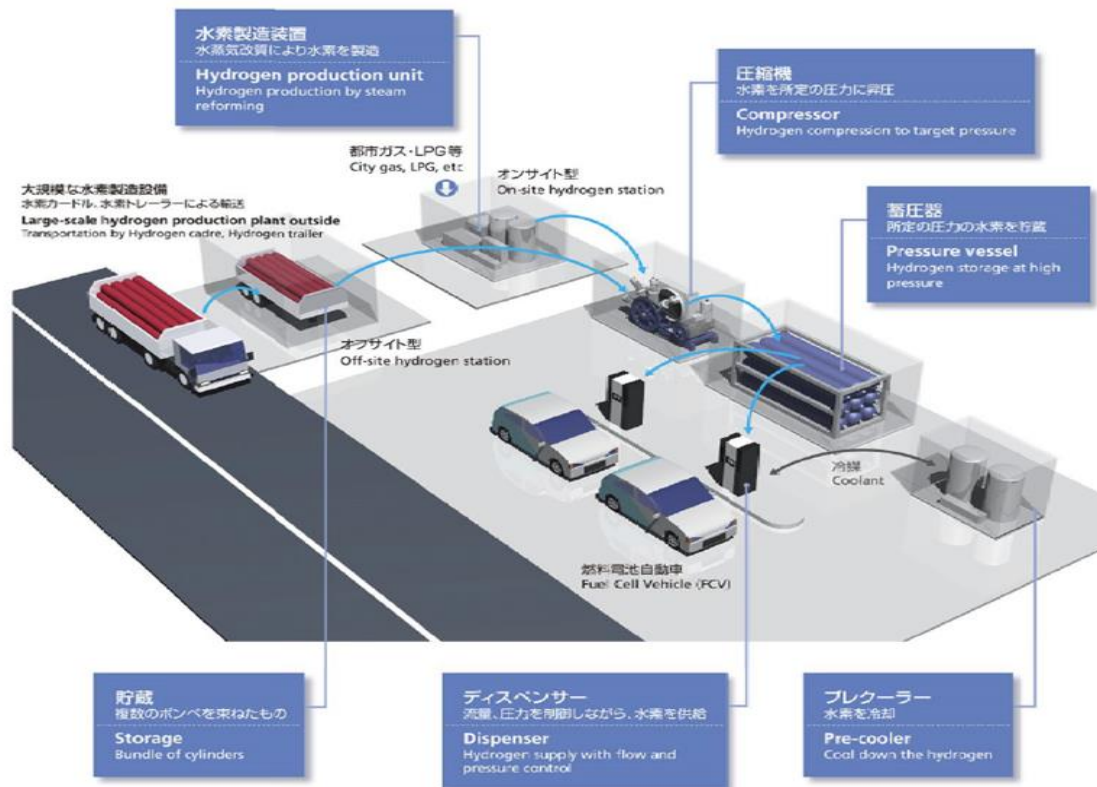 水素製造装置
水蒸気改質により水素を製造
Hydrogen production unit
Hydrogen production by steam
reforming
圧縮機
水素を所定の圧力に昇圧
Compressor
Hydrogen compression to target pressure
都市ガス・LPG等
City gas, LPG, etc
オンサイト型
On-site hydrogen station
大規模な水素製造設備
水素カードル、水素トレーラーによる輸送
Large-scale hydrogen production plant outside
Transportation by Hydrogen cadre, Hydrogen trailer
蓄圧器
所定の圧力の水素を貯蔵
Pressure vessel
Hydrogen storage at high
pressure
オフサイト型
Off-site hydrogen station
冷媒
Coolant
燃料電池自動車
Fuel Cell Vehicle (FCV)
貯蔵
複数のボンベを束ねたもの
Storage
Bundle of cylinders
ディスペンサー
流量、圧力を制御しながら、水素を供給
Dispenser
Hydrogen supply with flow and
pressure control
プレクーラー
水素を冷却
Pre-cooler
Cool down the hydrogen